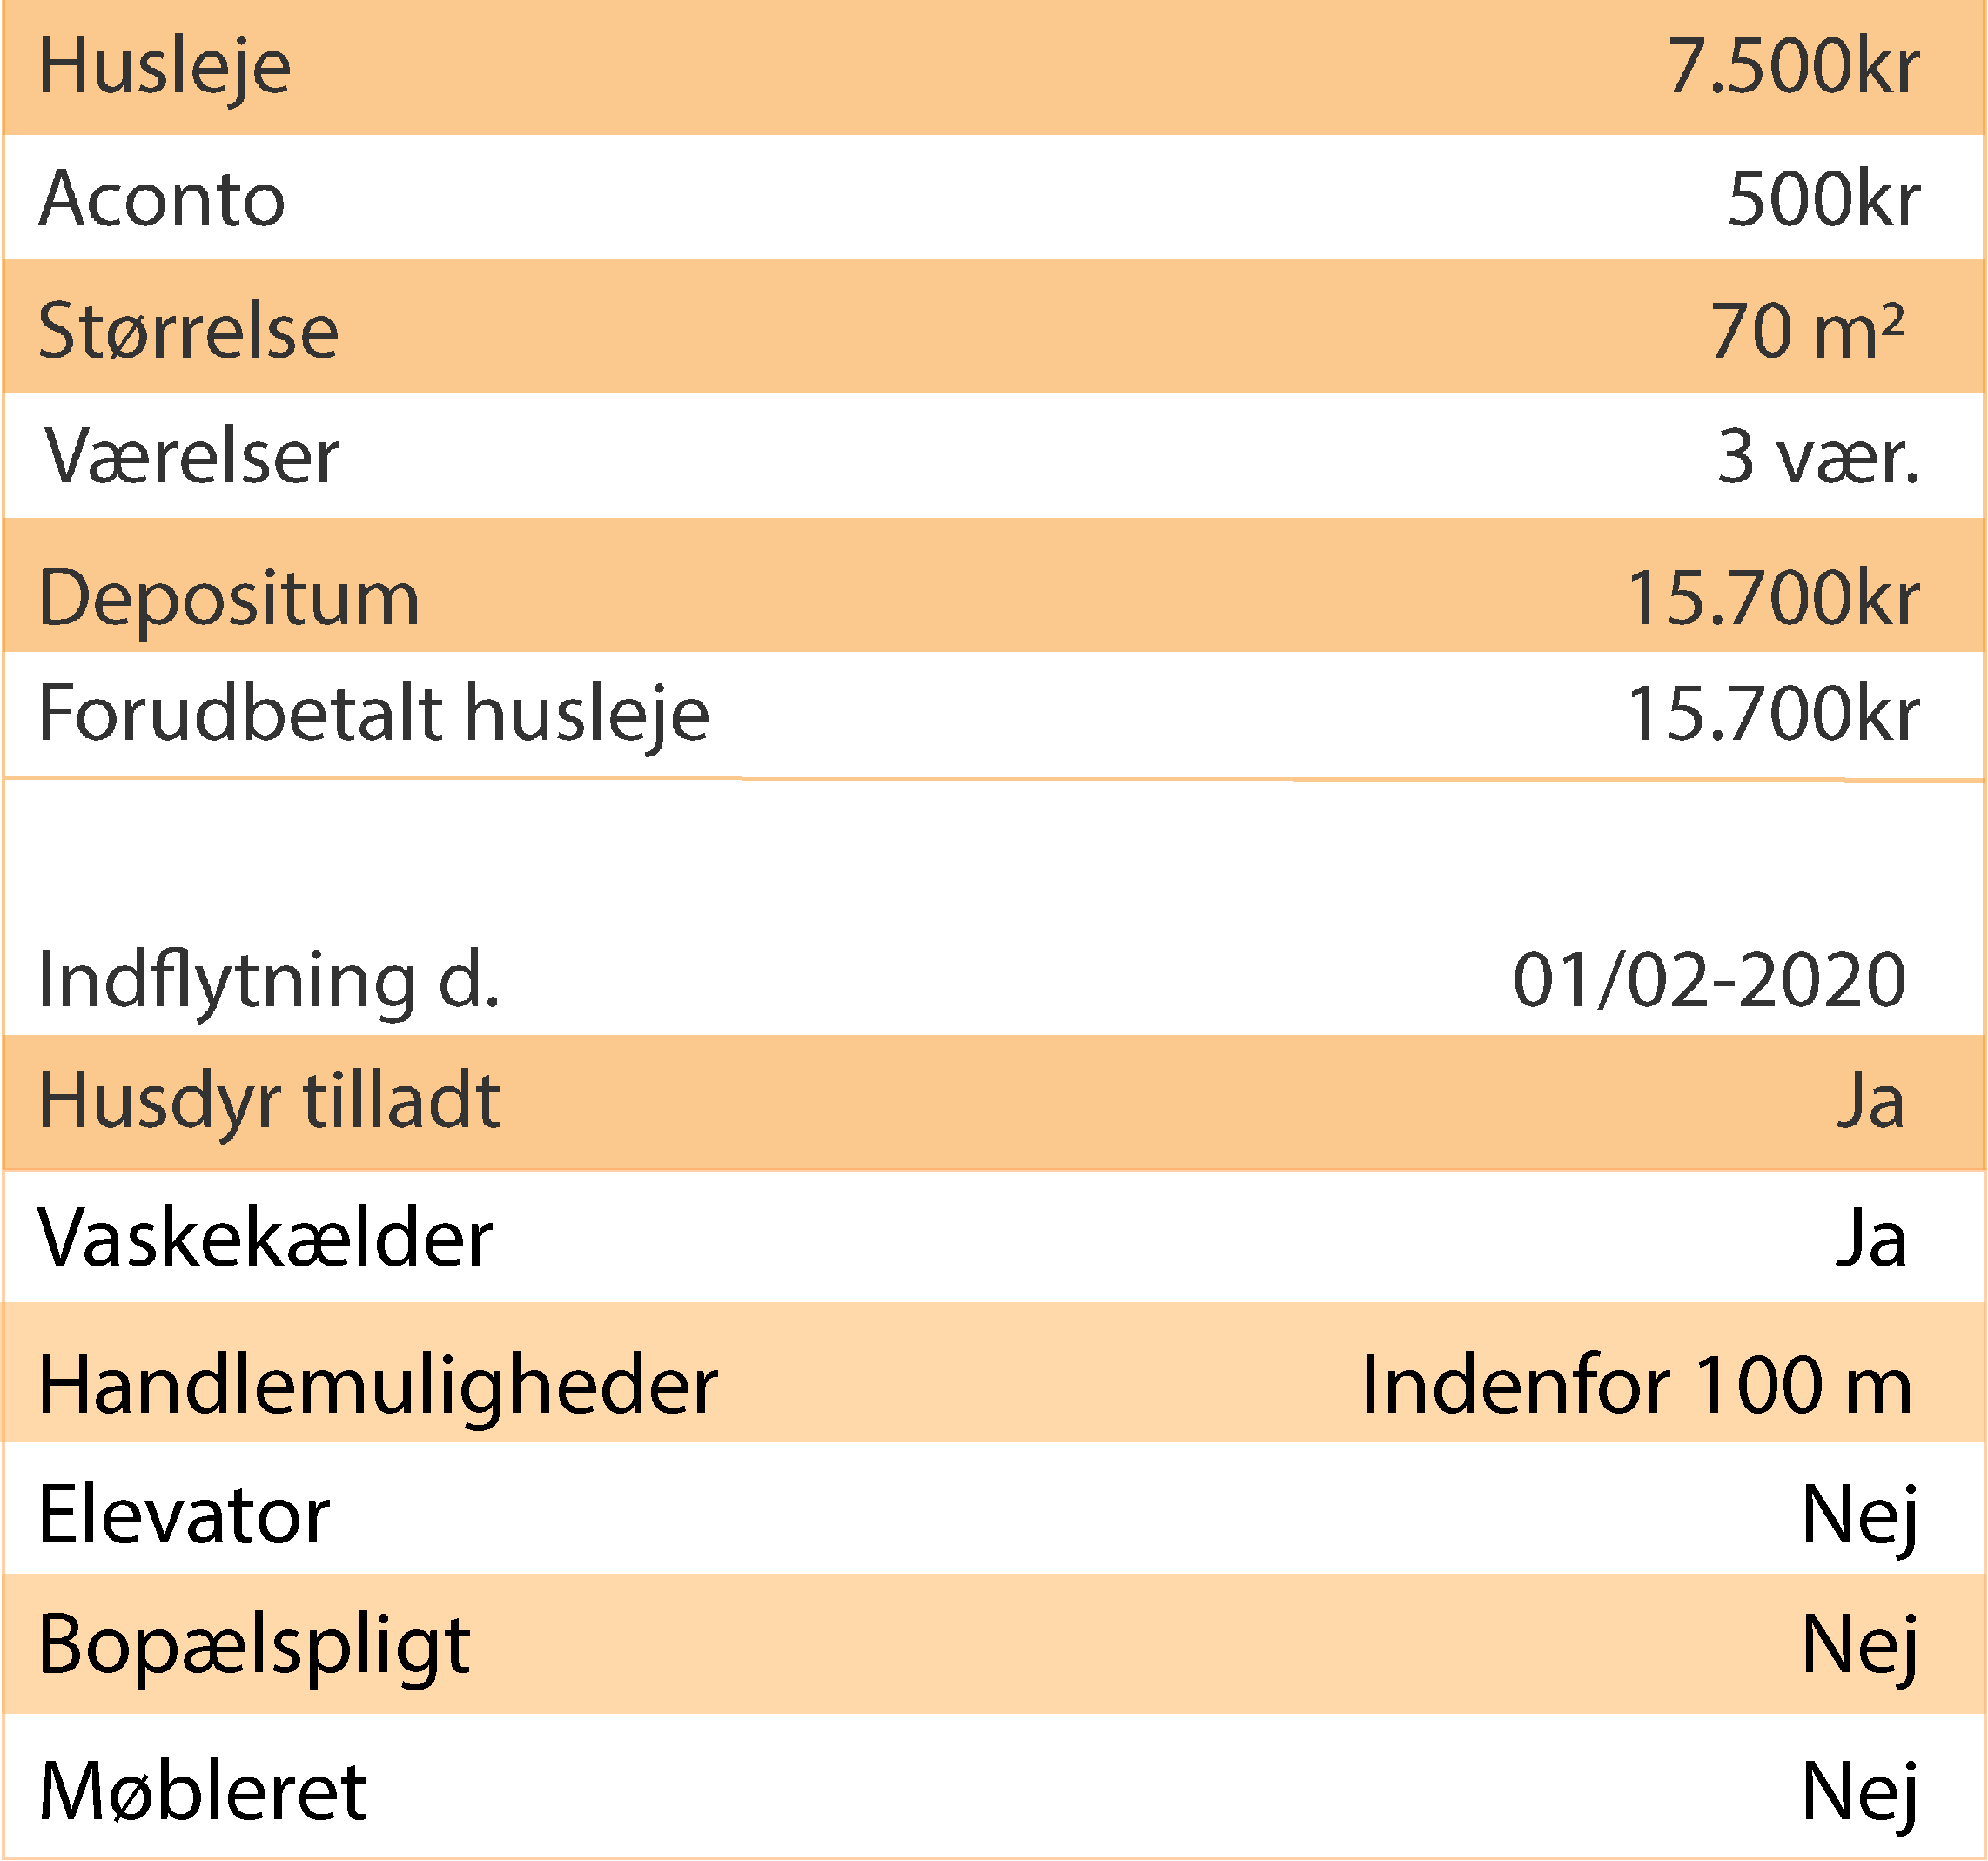 Husleje 7.500kr
Aconto 500kr
Størrelse 70 m²
Værelser 3 vær.
Depositum 15.700kr
Forudbetalt husleje 15.700kr
Indflytning d. 01/02-2020
Husdyr tilladt Ja
Vaskekælder Ja
Handlemuligheder Indenfor 100 m
Elevator Nej
Bopælspligt Nej
Møbleret Nej